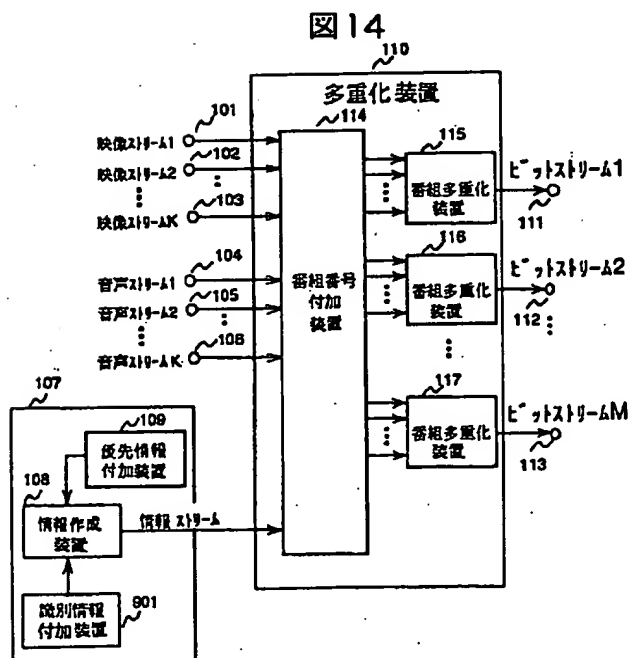 図14
110
多重化装置
101
114
映像ストリーム1
102
115
映像ストリーム2
103
番組多重化
装置
ビットストリーム1
111
映像ストリームK
104
116
音声ストリーム1
105
番組番号
付加
装置
番組多重化
装置
ビットストリーム2
112
音声ストリーム2
106
音声ストリームK
107
117
109
番組多重化
装置
ビットストリームM
113
優先情報
付加装置
108
情報作成
装置
情報ストリーム
識別情報
付加装置
901